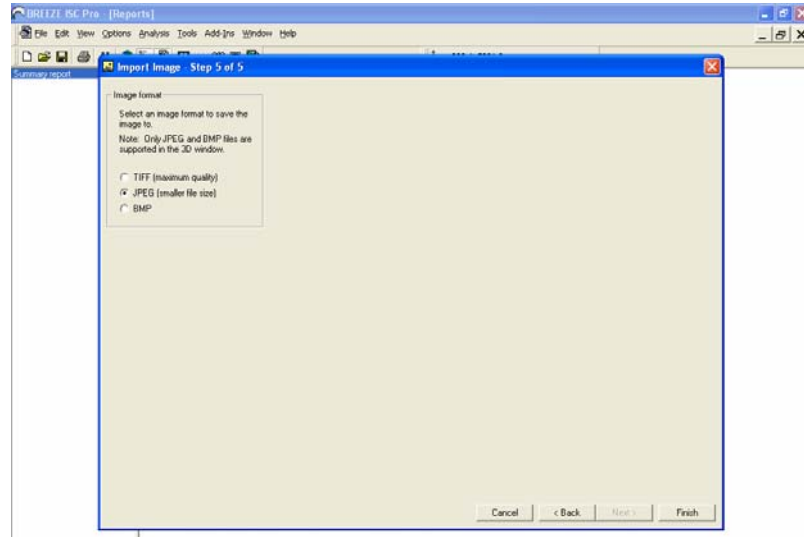 BREEZE ISC Pro - [Reports]
File Edit View Options Analysis Tools Add-Ins Window Help
Summary report
Import Image - Step 5 of 5
Image format
Select an image format to save the
image to.
Note: Only JPEG and BMP files are
supported in the 3D window.
TIFF (maximum quality)
JPEG (smaller file size)
BMP
Cancel
< Back
Next >
Finish